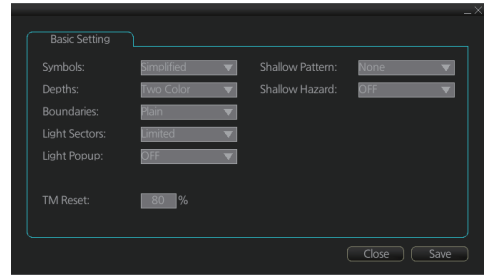 Basic Setting
Symbols: Simplified Shallow Pattern: None
Depths: Two Color Shallow Hazard: OFF
Boundaries: Plain
Light Sectors: Limited
Light Popup: OFF
TM Reset: 80 %
Close Save